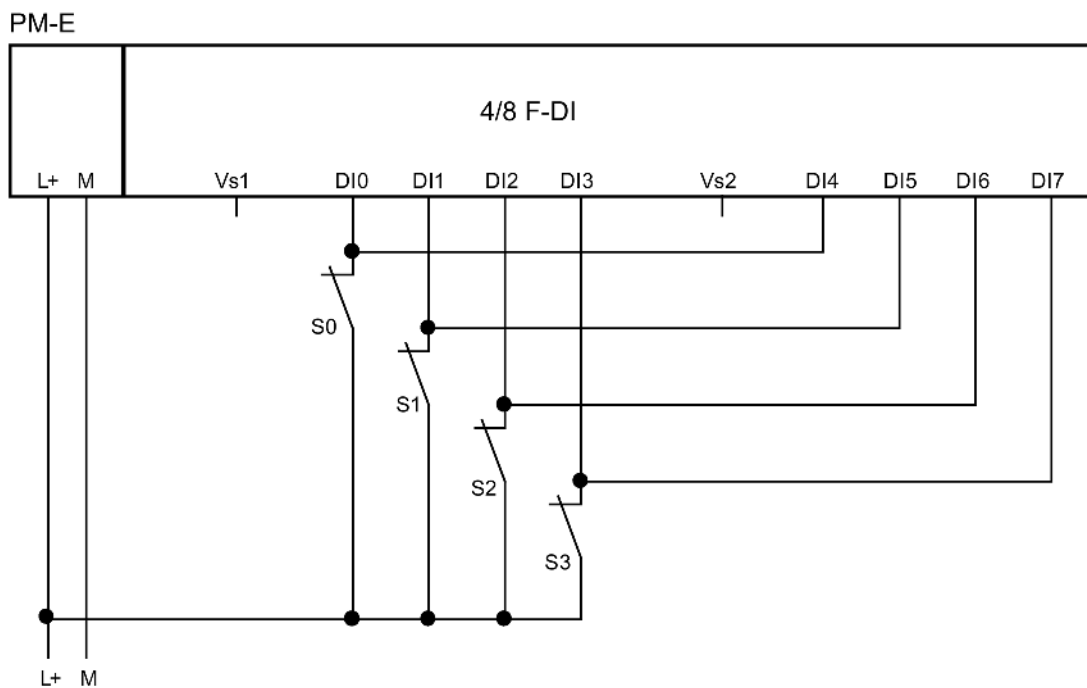 PM-E
4/8 F-DI
L+ M Vs1 DI0 DI1 DI2 DI3 Vs2 DI4 DI5 DI6 DI7
S0
S1
S2
S3
L+ M